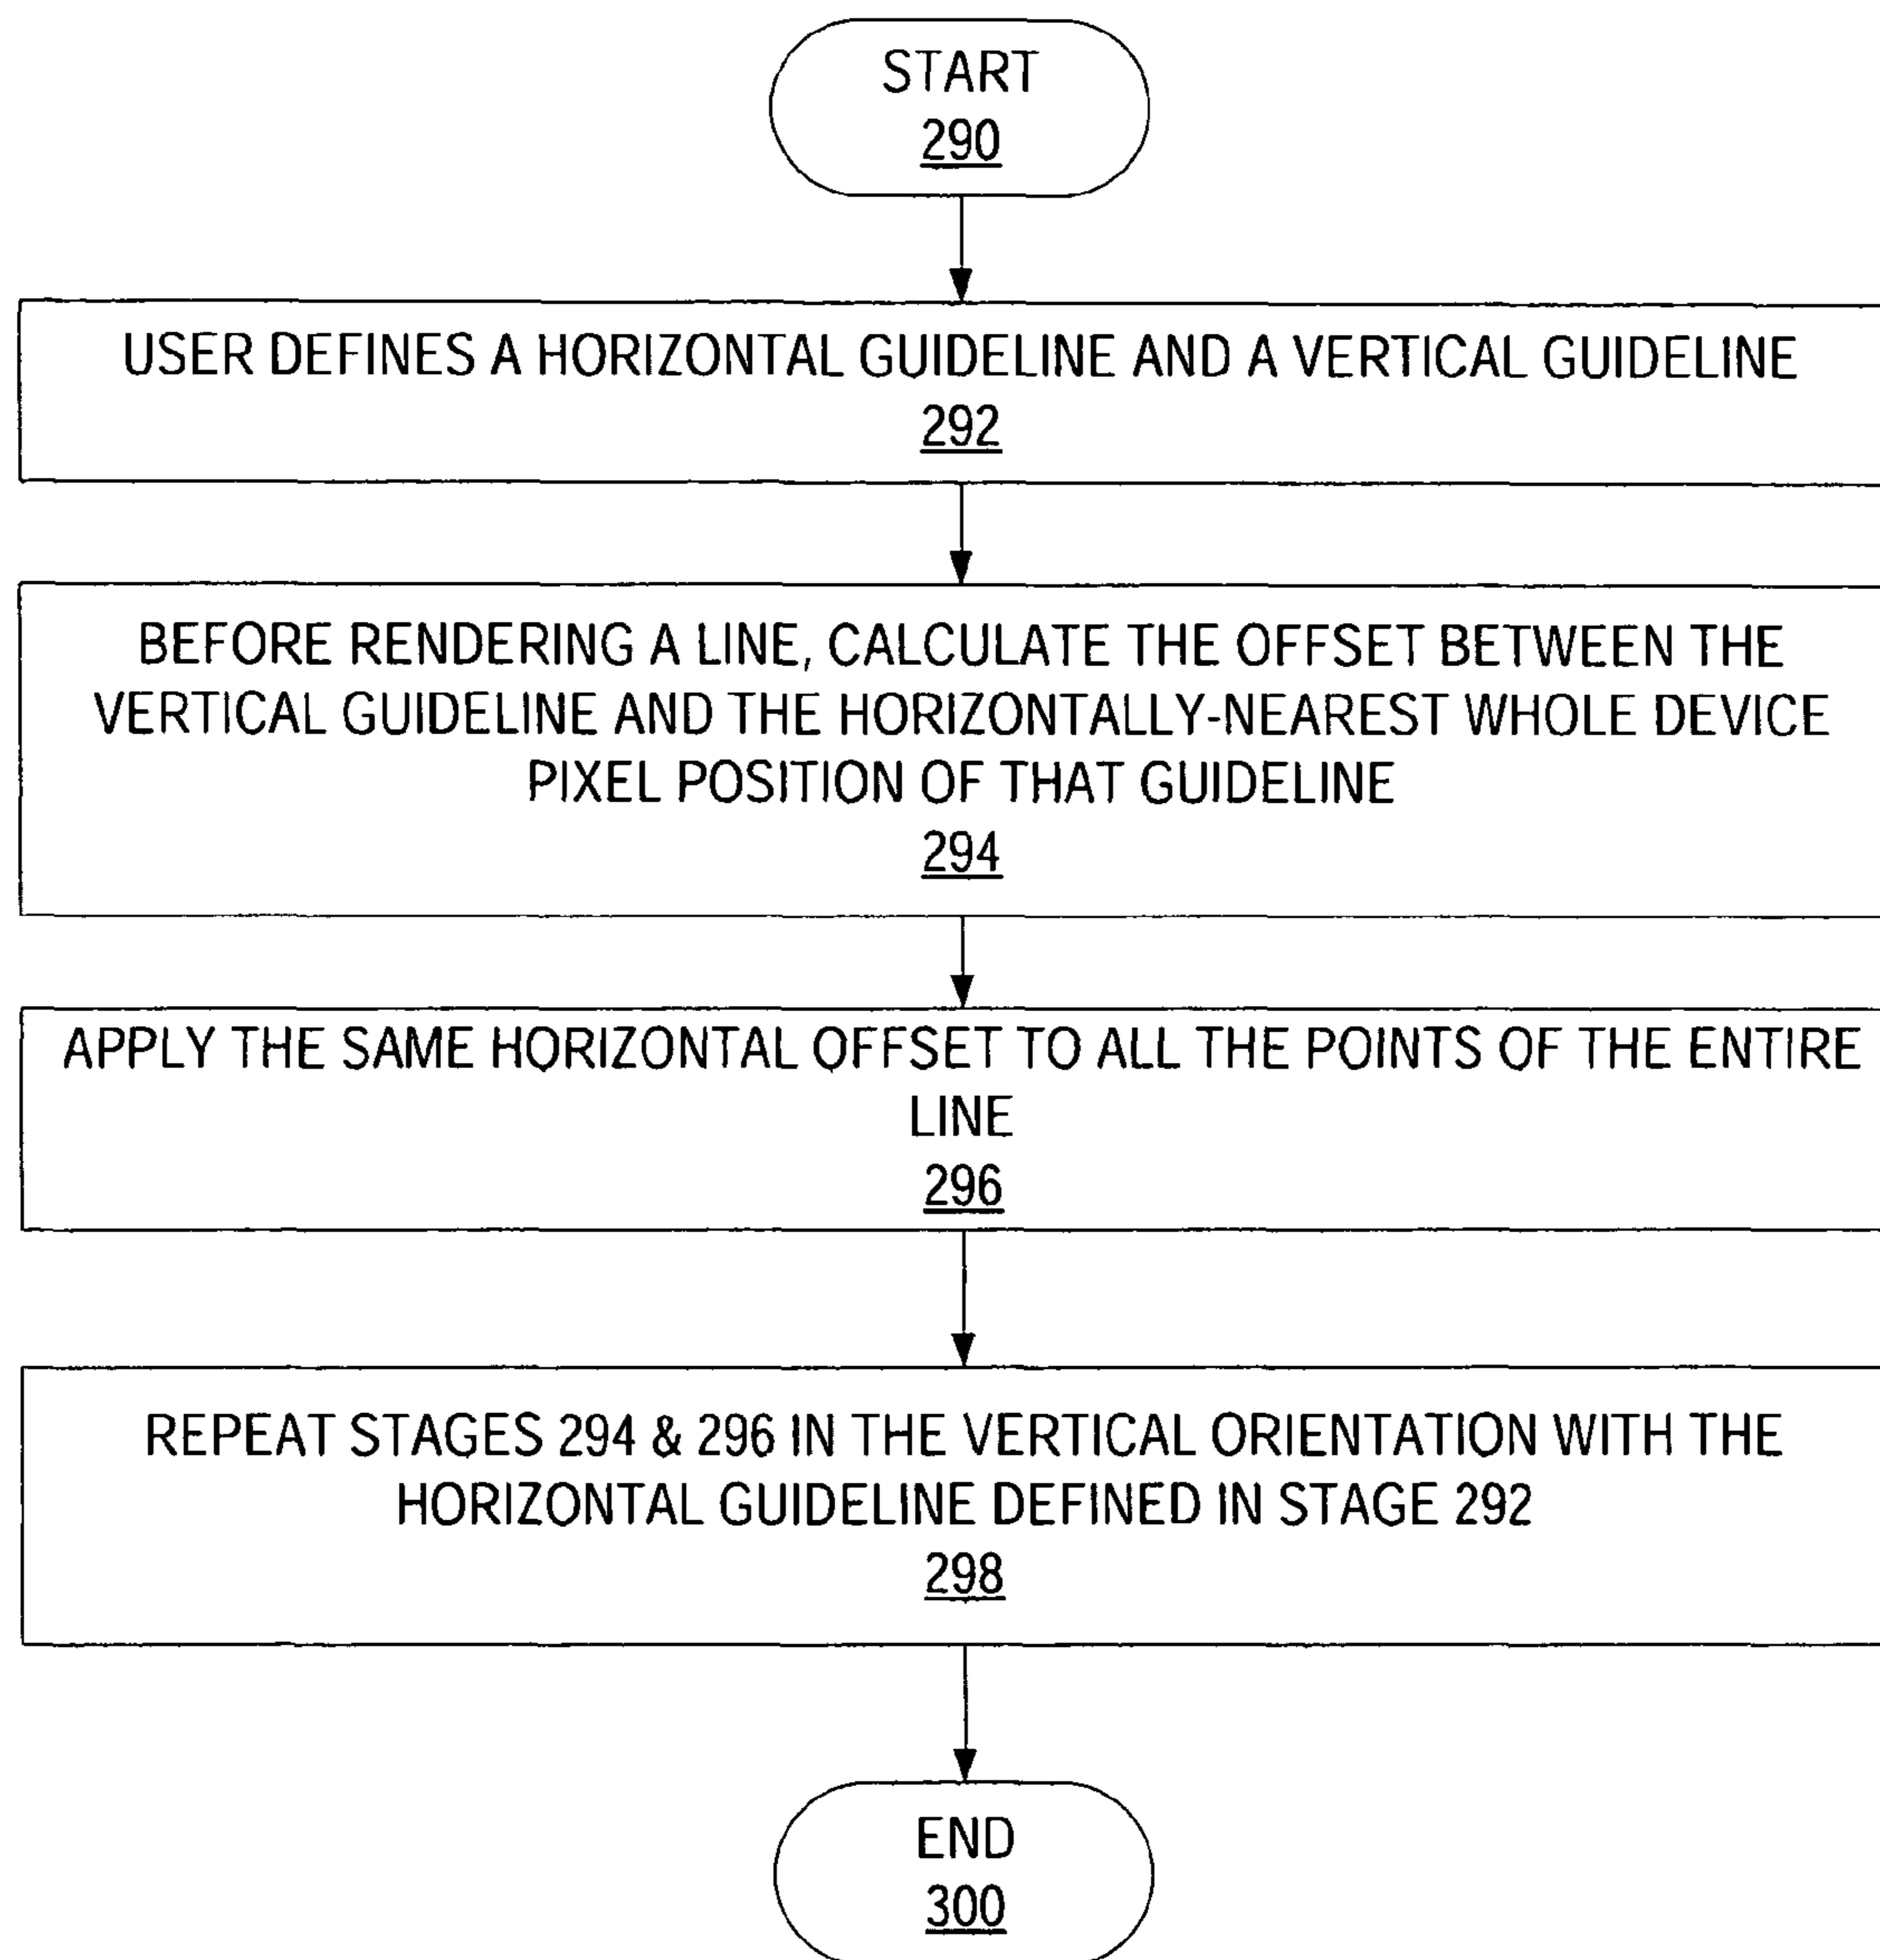 START
290
USER DEFINES A HORIZONTAL GUIDELINE AND A VERTICAL GUIDELINE
292
BEFORE RENDERING A LINE, CALCULATE THE OFFSET BETWEEN THE
VERTICAL GUIDELINE AND THE HORIZONTALLY-NEAREST WHOLE DEVICE
PIXEL POSITION OF THAT GUIDELINE
294
APPLY THE SAME HORIZONTAL OFFSET TO ALL THE POINTS OF THE ENTIRE
LINE
296
REPEAT STAGES 294 & 296 IN THE VERTICAL ORIENTATION WITH THE
HORIZONTAL GUIDELINE DEFINED IN STAGE 292
298
END
300